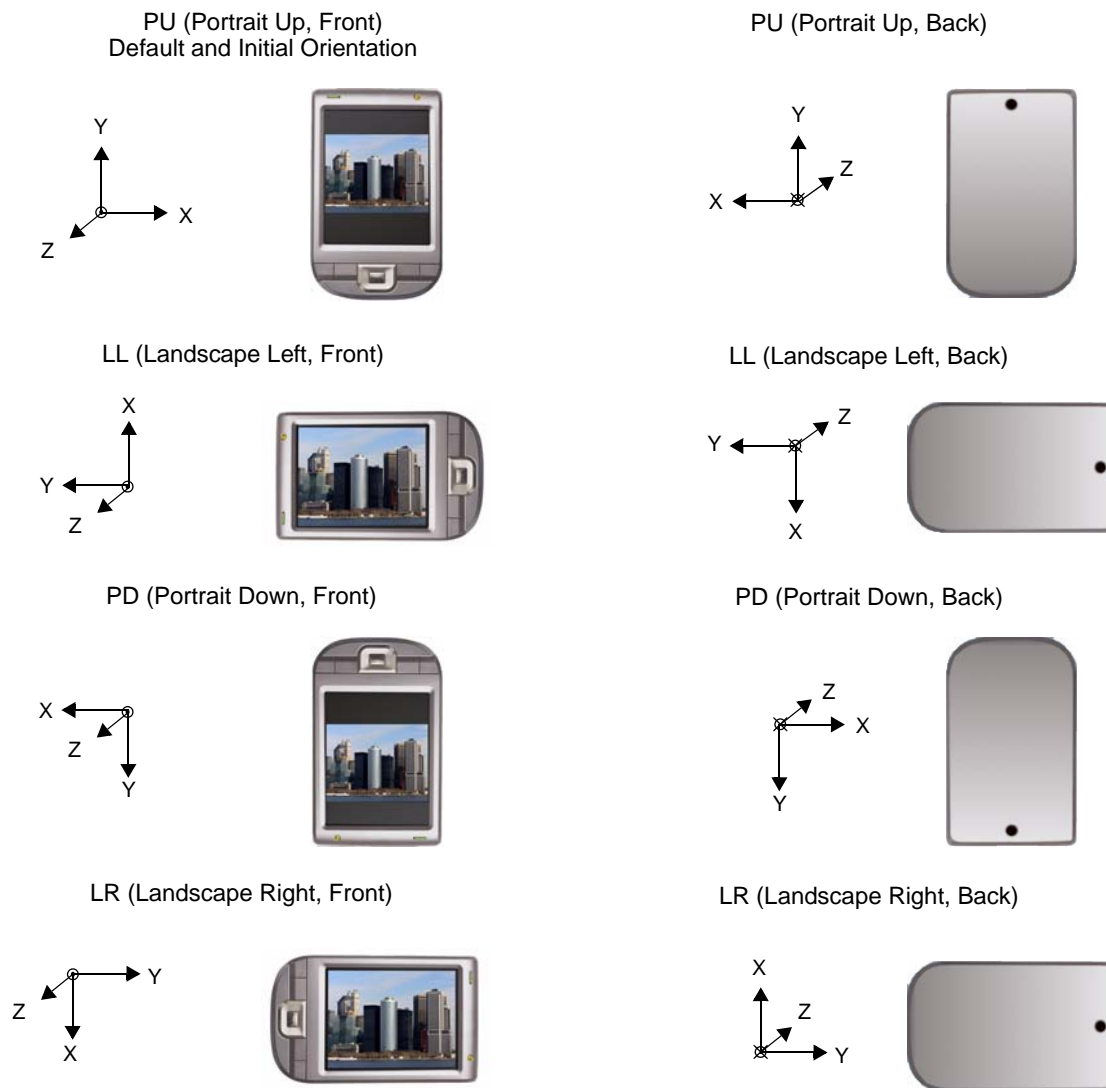 PU (Portrait Up, Front)
Default and Initial Orientation
PU (Portrait Up, Back)
Y
X
Z
Y
Z
X
LL (Landscape Left, Front)
LL (Landscape Left, Back)
X
Y
Z
Z
Y
X
PD (Portrait Down, Front)
PD (Portrait Down, Back)
X
Z
Y
Z
X
Y
LR (Landscape Right, Front)
LR (Landscape Right, Back)
Y
Z
X
X
Z
Y